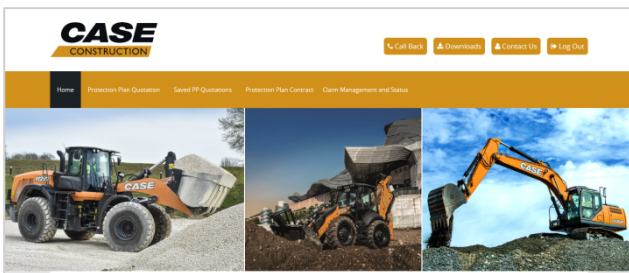 CASE
CONSTRUCTION
Call Back
Downloads
Contact Us
Log Out
Home
Protection Plan Quotation
Saved PP Quotations
Protection Plan Contract
Claim Management and Status
CASE
CASE